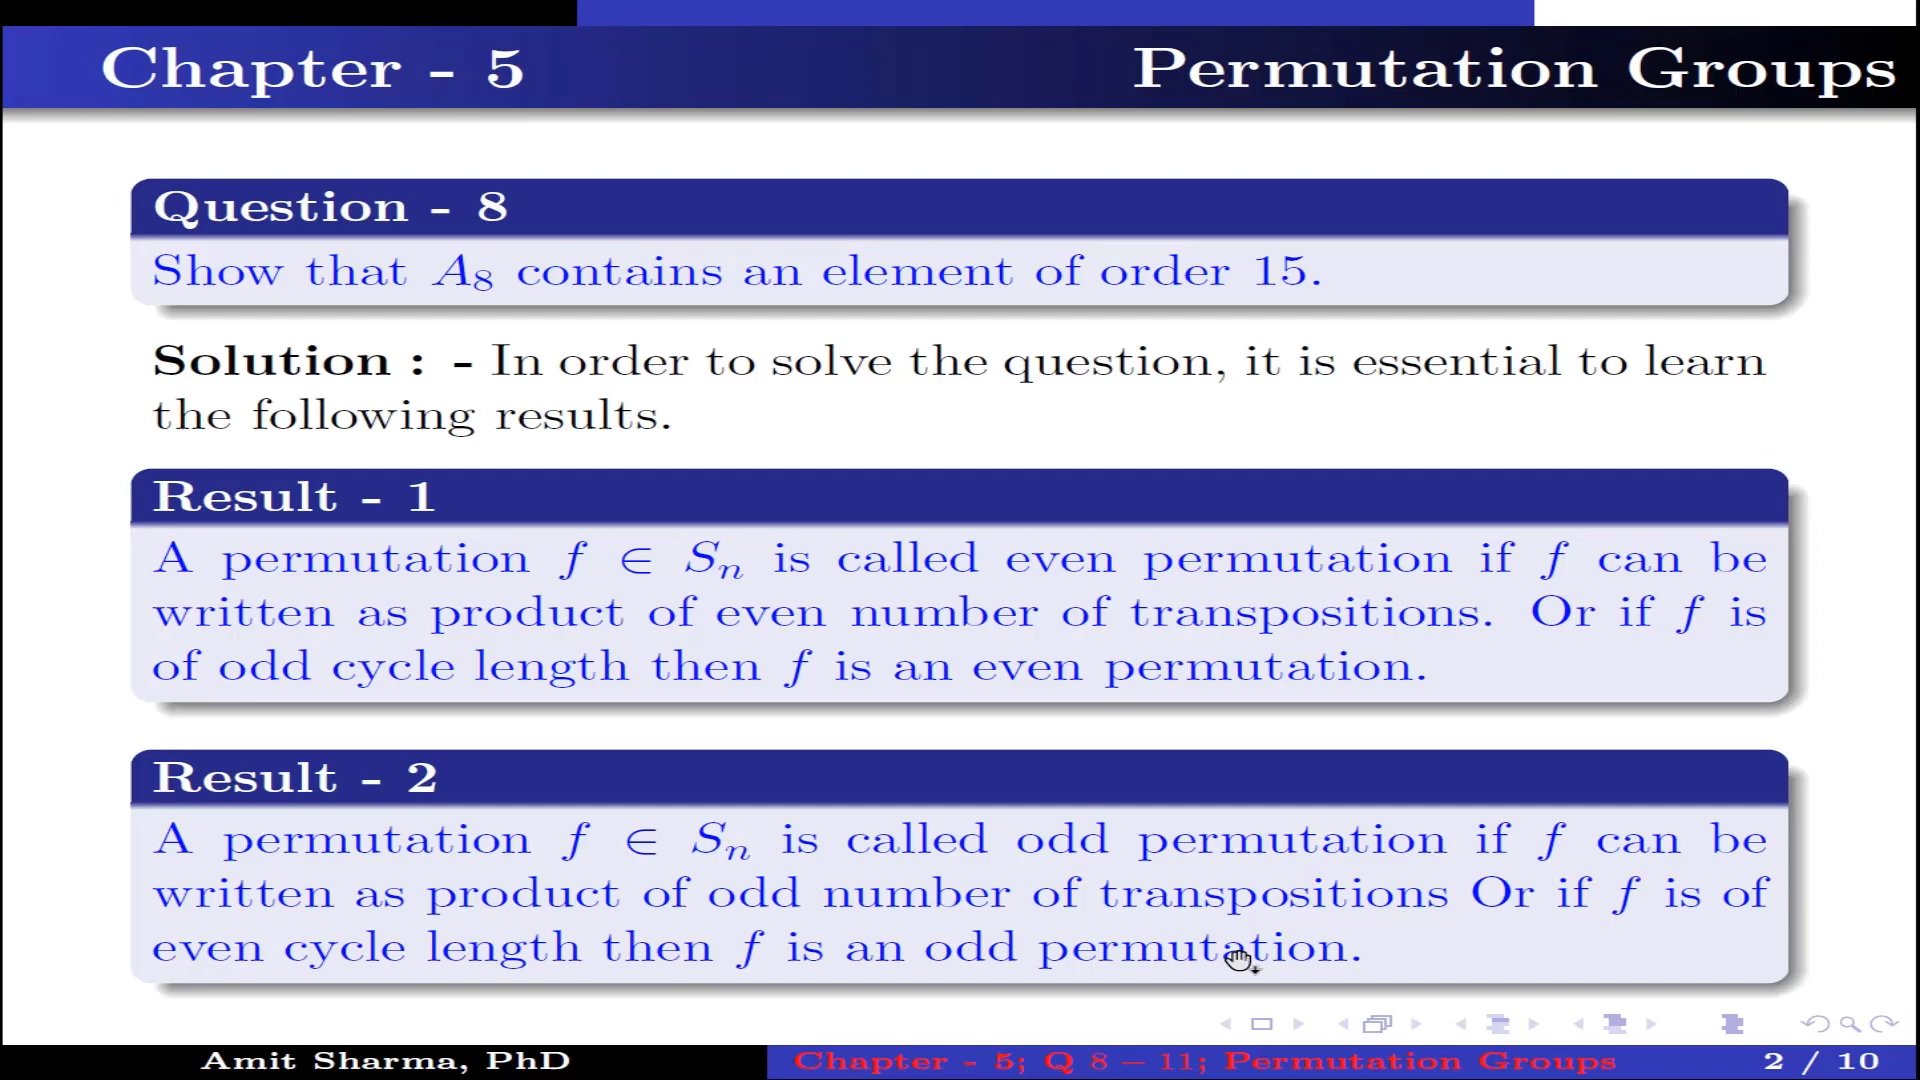 Chapter - 5 Permutation Groups
Question - 8
Show that A₈ contains an element of order 15.
Solution : - In order to solve the question, it is essential to learn
the following results.
Result - 1
A permutation f ∈ Sₙ is called even permutation if f can be
written as product of even number of transpositions. Or if f is
of odd cycle length then f is an even permutation.
Result - 2
A permutation f ∈ Sₙ is called odd permutation if f can be
written as product of odd number of transpositions Or if f is of
even cycle length then f is an odd permutation.
Amit Sharma, PhD Chapter - 5; Q 8 − 11; Permutation Groups 2 / 10